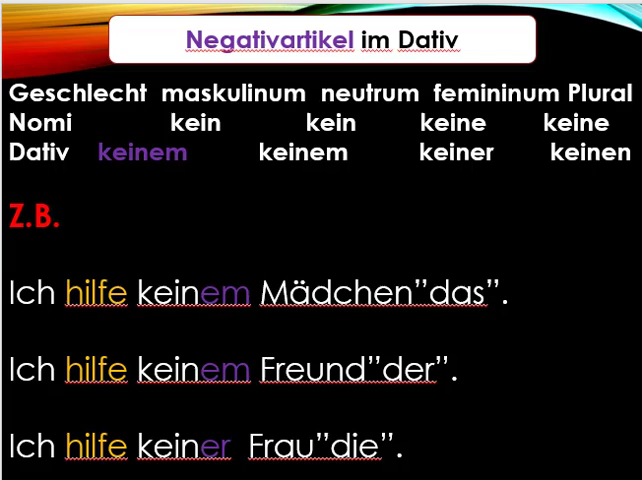 Negativartikel im Dativ
Geschlecht maskulinum neutrum femininum Plural
Nomi kein kein keine keine
Dativ keinem keinem keiner keinen
Z.B.
Ich hilfe keinem Mädchen”das”.
Ich hilfe keinem Freund”der”.
Ich hilfe keiner Frau”die”.